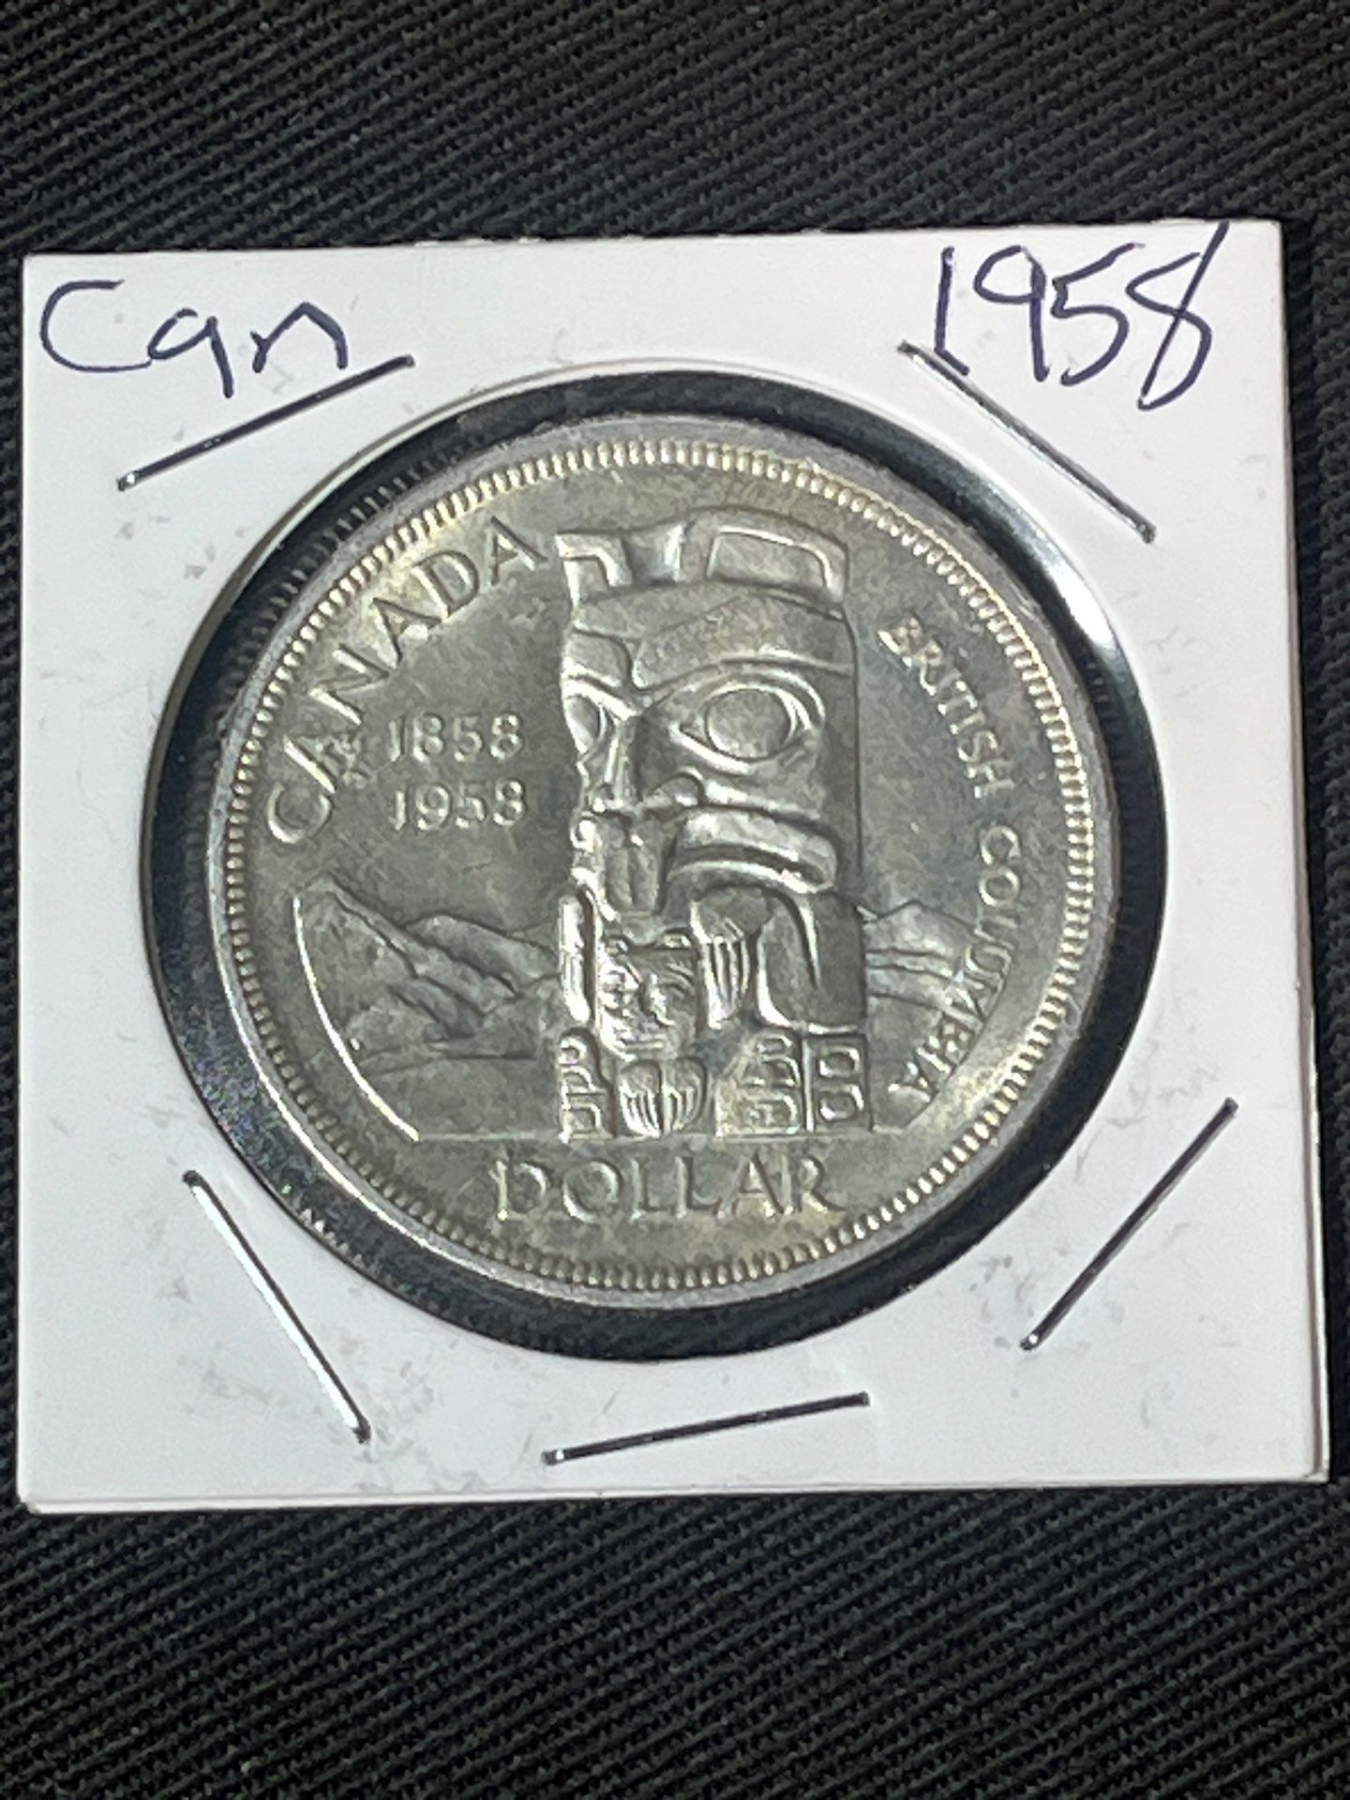 Can
1958
CANADA
1858
1958
BRITISH COLUMBIA
DOLLAR